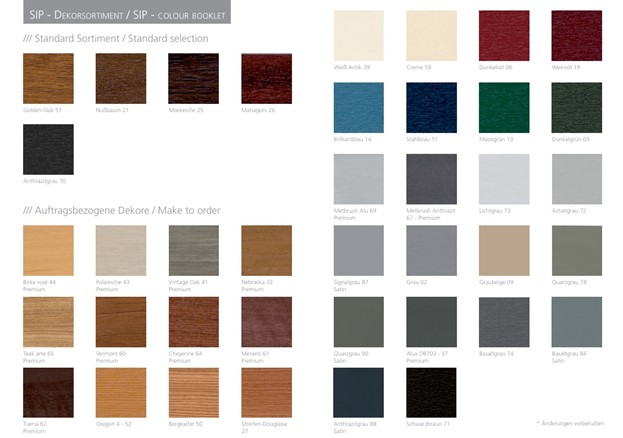 SIP - DEKORSORTIMENT / SIP - COLOUR BOOKLET
/// Standard Sortiment / Standard selection
Golden-Oak 51
Nußbaum 21
Mooreiche 25
Mahagoni 26
Anthrazitgrau 70
/// Auftragsbezogene Dekore / Make to order
Birke rosé 44
Premium
Polareiche 43
Premium
Vintage Oak 41
Premium
Nebraska 33
Premium
Teak arte 65
Premium
Vermont 60
Premium
Cheyenne 64
Premium
Meranti 61
Premium
Tiama 62
Premium
Oregon 4 - 52
Bergkiefer 50
Streifen-Douglasie
27
Weiß Antik 39
Creme 59
Dunkelrot 06
Weinrot 19
Brillantblau 14
Stahlblau 11
Moosgrün 10
Dunkelgrün 03
Metbrush Alu 69
Premium
Metbrush Anthrazit
67 - Premium
Lichtgrau 73
Achatgrau 72
Signalgrau 87
Satin
Grau 02
Graubeige 09
Quarzgrau 78
Quarzgrau 90
Satin
Alux DB703 - 37
Premium
Basaltgrau 74
Basaltgrau 84
Satin
Anthrazitgrau 88
Satin
Schwarzbraun 71
* Änderungen vorbehalten